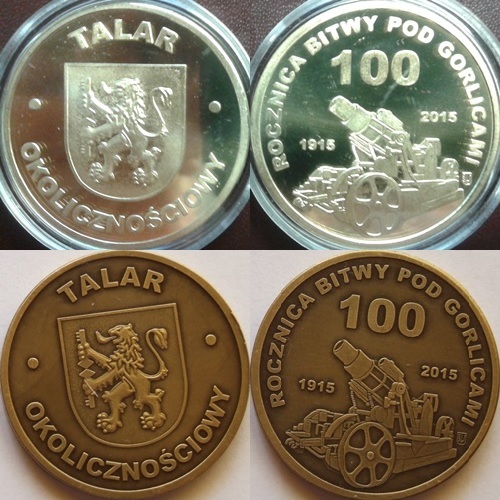 TALAR
OKOLICZNOŚCIOWY
ROCZNICA BITWY POD GORLICAMI
100
1915 2015
TALAR
OKOLICZNOŚCIOWY
ROCZNICA BITWY POD GORLICAMI
100
1915 2015